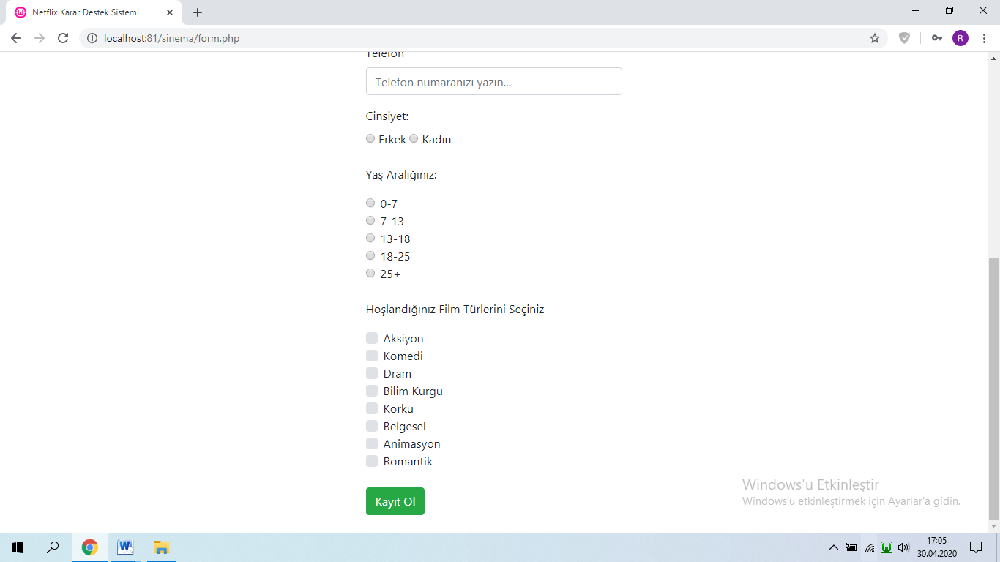 Netflix Karar Destek Sistemi
localhost:81/sinema/form.php
R
Telefon
Telefon numaranızı yazın...
Cinsiyet:
Erkek Kadın
Yaş Aralığınız:
0-7
7-13
13-18
18-25
25+
Hoşlandığınız Film Türlerini Seçiniz
Aksiyon
Komedi
Dram
Bilim Kurgu
Korku
Belgesel
Animasyon
Romantik
Kayıt Ol
Windows'u Etkinleştir
Windows'u etkinleştirmek için Ayarlar'a gidin.
17:05
30.04.2020